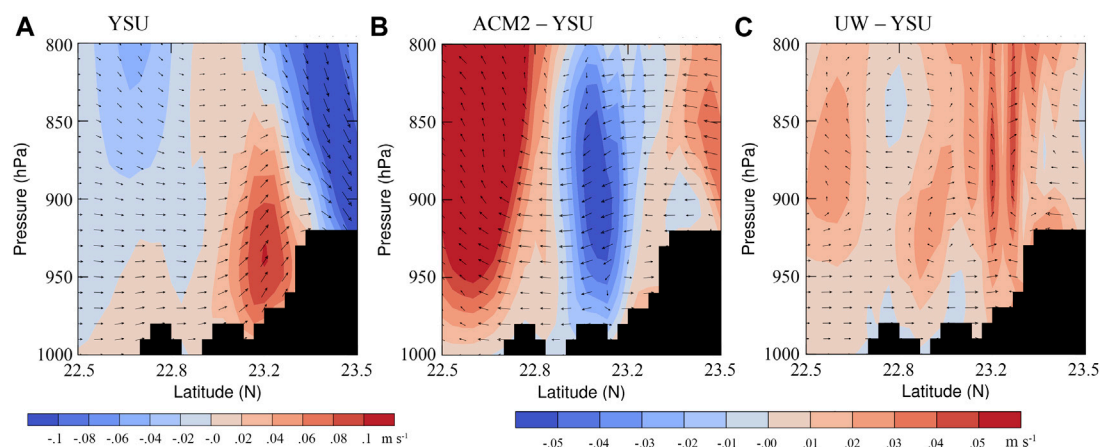 A YSU
B ACM2 – YSU
C UW – YSU
Pressure (hPa)
800
850
900
950
1000
22.5 22.8 23.2 23.5
Latitude (N)
Pressure (hPa)
800
850
900
950
1000
22.5 22.8 23.2 23.5
Latitude (N)
Pressure (hPa)
800
850
900
950
1000
22.5 22.8 23.2 23.5
Latitude (N)
-.1 -.08 -.06 -.04 -.02 -.0 .02 .04 .06 .08 .1 m s-1
-.05 -.04 -.03 -.02 -.01 .00 .01 .02 .03 .04 .05 m s-1